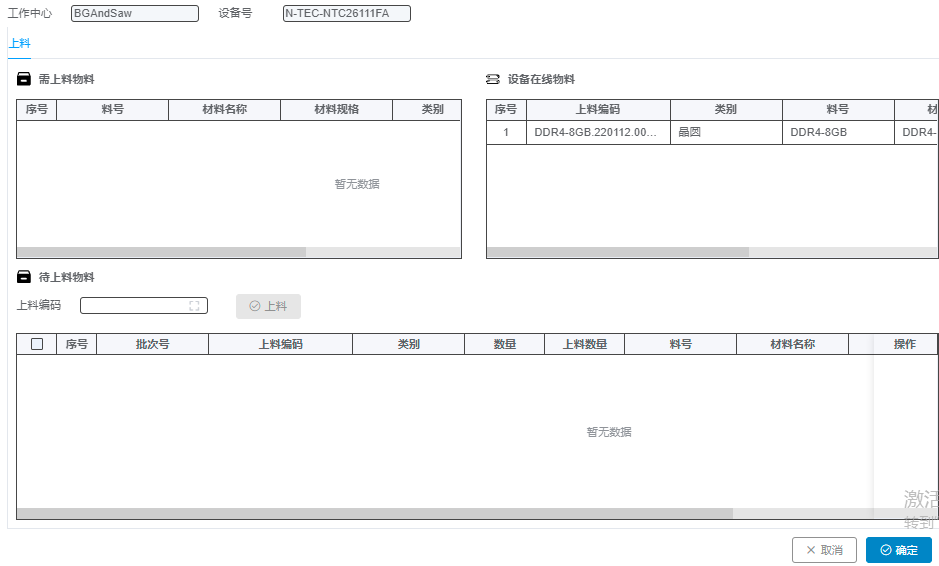 工作中心 BGAndSaw 设备号 N-TEC-NTC26111FA
上料
需上料物料 设备在线物料
序号 料号 材料名称 材料规格 类别 序号 上料编码 类别 料号 材
1 DDR4-8GB.220112.00... 晶圆 DDR4-8GB DDR4-
暂无数据
待上料物料
上料编码 上料
序号 批次号 上料编码 类别 数量 上料数量 料号 材料名称 操作
暂无数据
激活
转到
取消 确定